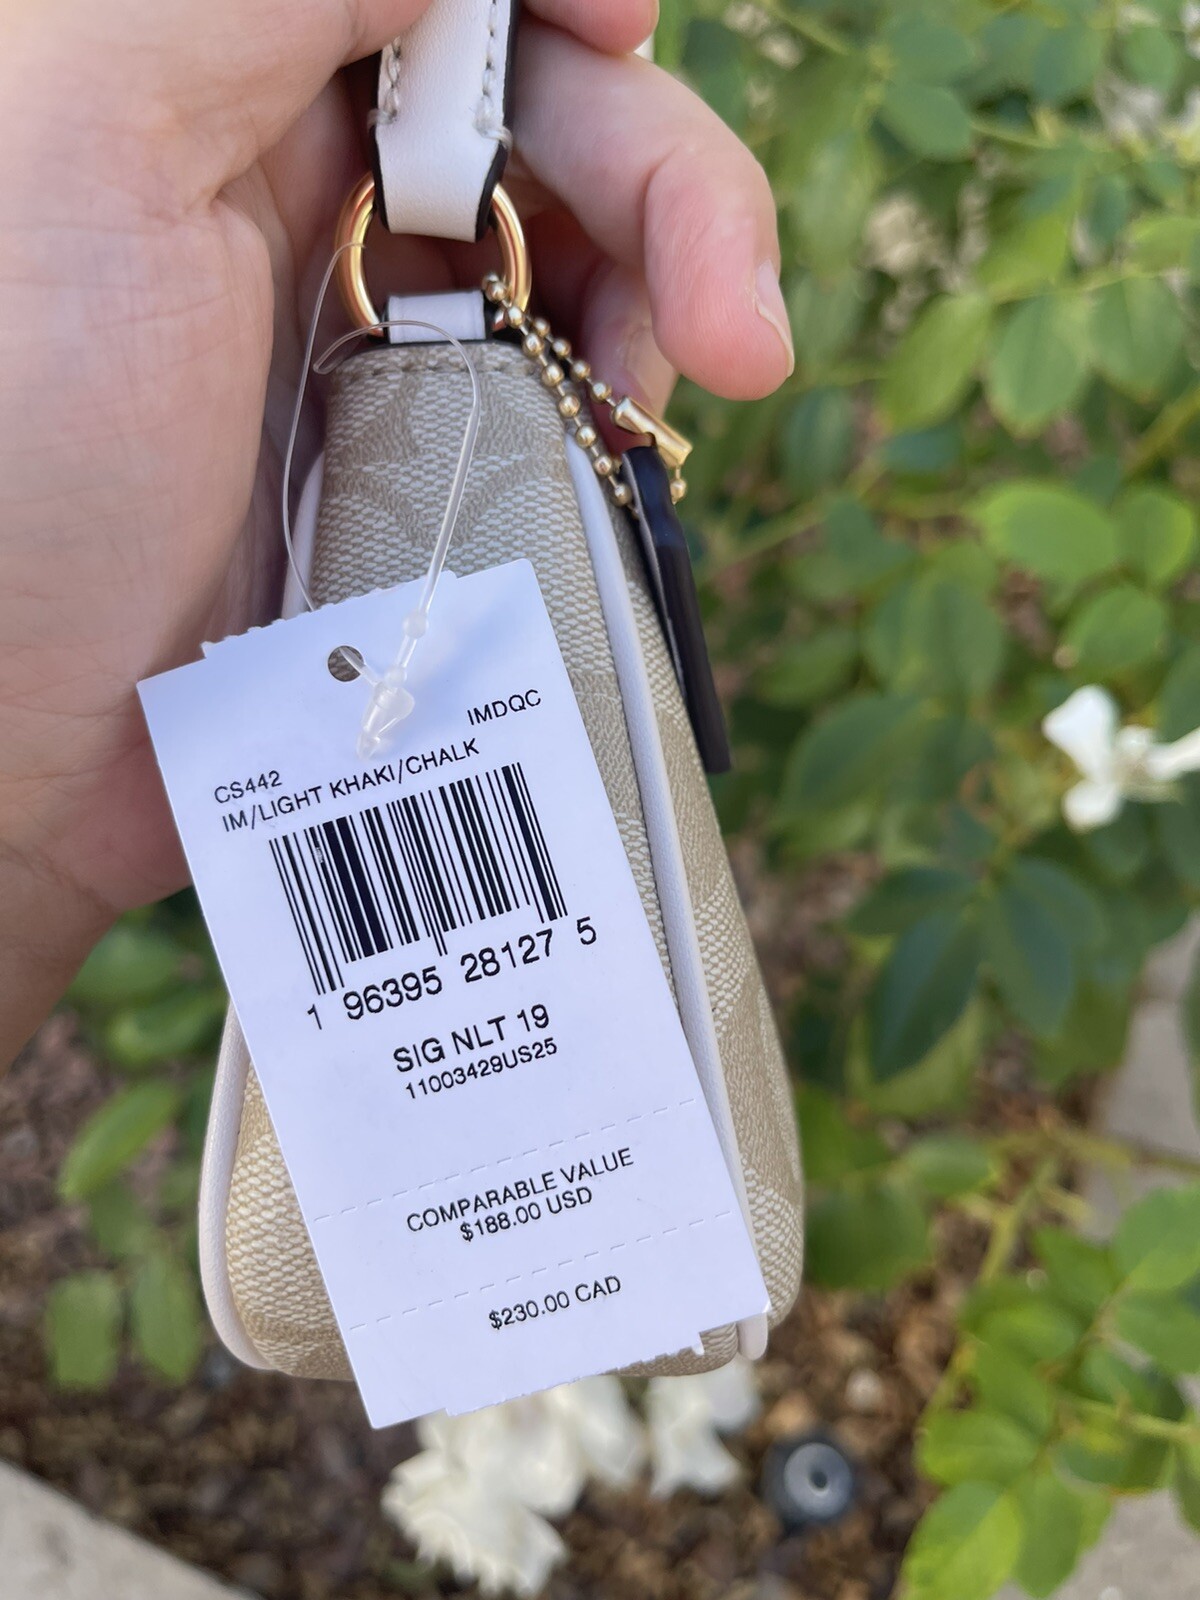 IMDQC
CS442
IM/LIGHT KHAKI/CHALK
1 96395 28127 5
SIG NLT 19
11003429US25
COMPARABLE VALUE
$188.00 USD
$230.00 CAD